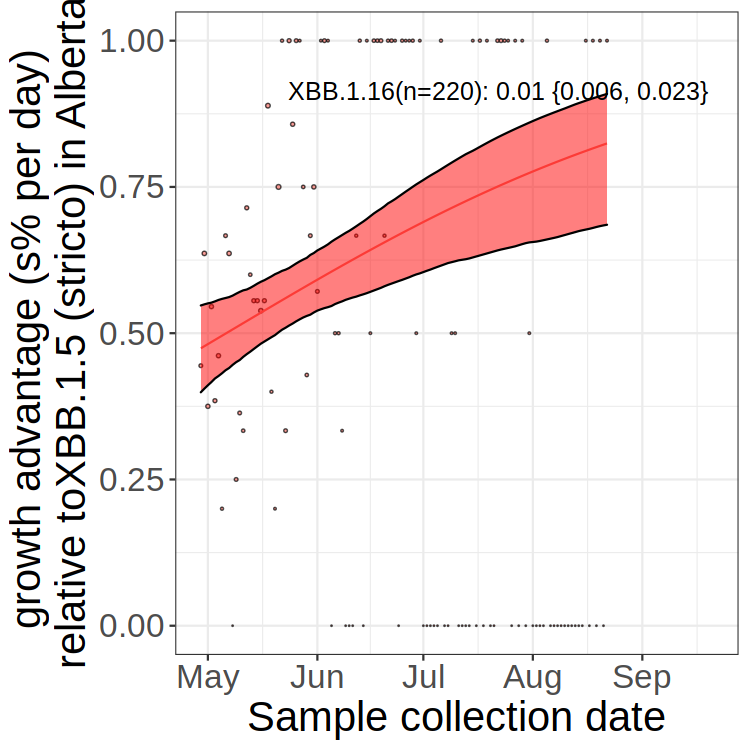 growth advantage (s% per day)
relative toXBB.1.5 (stricto) in Alberta
1.00
0.75
0.50
0.25
0.00
XBB.1.16(n=220): 0.01 {0.006, 0.023}
May Jun Jul Aug Sep
Sample collection date